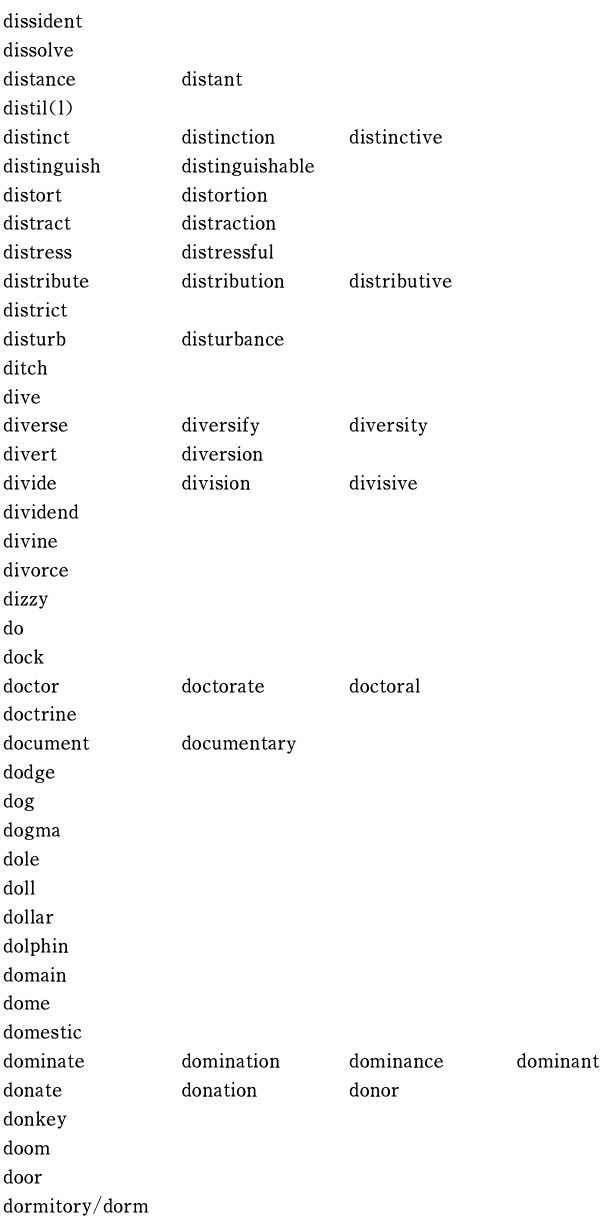 dissident
dissolve
distance distant
distil(l)
distinct distinction distinctive
distinguish distinguishable
distort distortion
distract distraction
distress distressful
distribute distribution distributive
district
disturb disturbance
ditch
dive
diverse diversify diversity
divert diversion
divide division divisive
dividend
divine
divorce
dizzy
do
dock
doctor doctorate doctoral
doctrine
document documentary
dodge
dog
dogma
dole
doll
dollar
dolphin
domain
dome
domestic
dominate domination dominance dominant
donate donation donor
donkey
doom
door
dormitory/dorm